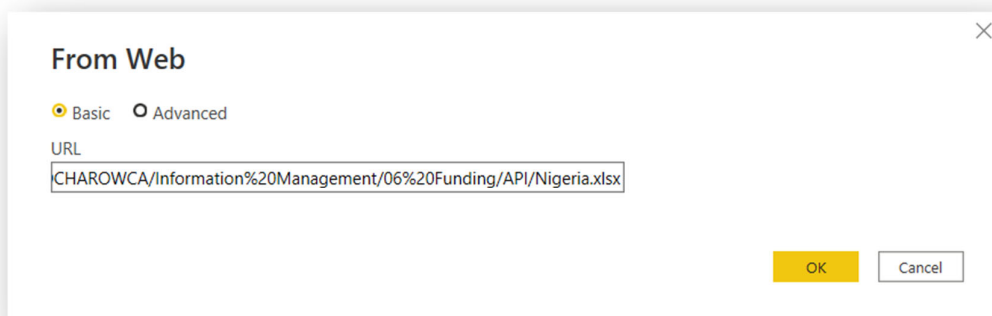 From Web
Basic Advanced
URL
CHAROWCA/Information%20Management/06%20Funding/API/Nigeria.xlsx
OK Cancel